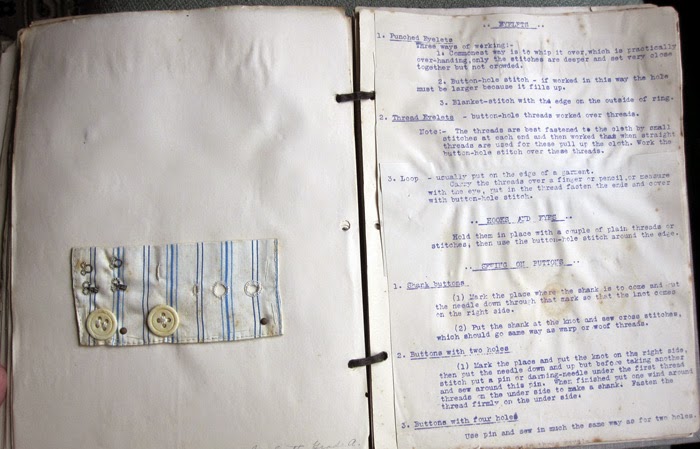 .. EYELETS ..
1. Punched Eyelets
Three ways of working:-
1. Commonest way is to whip it over, which is practically
over-handing, only the stitches are deeper and set very close
together but not crowded.
2. Button-hole stitch - if worked in this way the hole
must be larger because it fills up.
3. Blanket-stitch with the edge on the outside of ring.
2. Thread Eyelets - button-hole threads worked over threads.
Note:- The threads are best fastened to the cloth by small
stitches at each end and then worked than when straight
threads are used for these pull up the cloth. Work the
button-hole stitch over these threads.
3. Loop - usually put on the edge of a garment.
Carry the threads over a finger or pencil, or measure
with the eye, put in the thread fasten the ends and cover
with button-hole stitch.
.. HOOKS AND EYES ..
Hold them in place with a couple of plain threads or
stitches, then use the button-hole stitch around the edge.
.. SEWING ON BUTTONS ..
1. Shank buttons
(1) Mark the place where the shank is to come and put
the needle down through that mark so that the knot comes
on the right side.
(2) Put the shank at the knot and sew cross stitches,
which should go same way as warp or woof threads.
2. Buttons with two holes
(1) Mark the place and put the knot on the right side,
then put the needle down and up but before taking another
stitch put a pin or darning-needle under the first thread
and sew around this pin. When finished put one wind around
threads on the under side to make a shank. Fasten the
thread firmly on the under side.
3. Buttons with four holes
Use pin and sew in much the same way as for two holes.